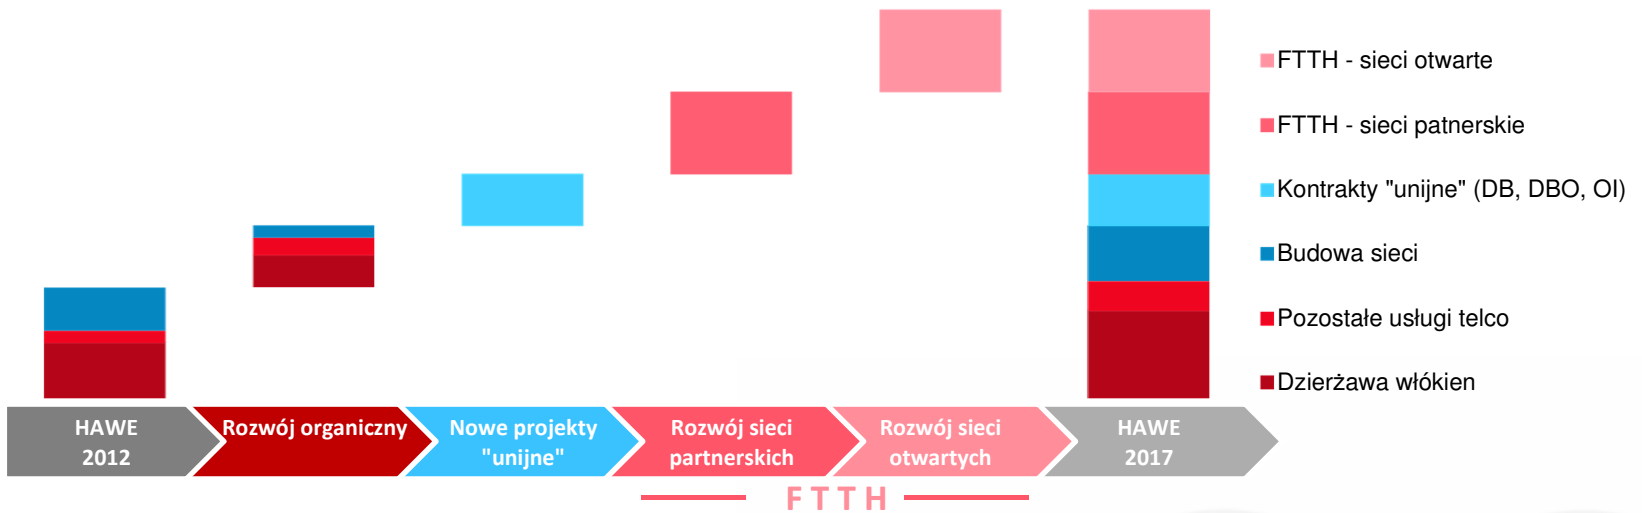 FTTH - sieci otwarte
FTTH - sieci patnerskie
Kontrakty "unijne" (DB, DBO, OI)
Budowa sieci
Pozostałe usługi telco
Dzierżawa włókien
HAWE
2012
Rozwój organiczny
Nowe projekty
"unijne"
Rozwój sieci
partnerskich
Rozwój sieci
otwartych
HAWE
2017
FTTH